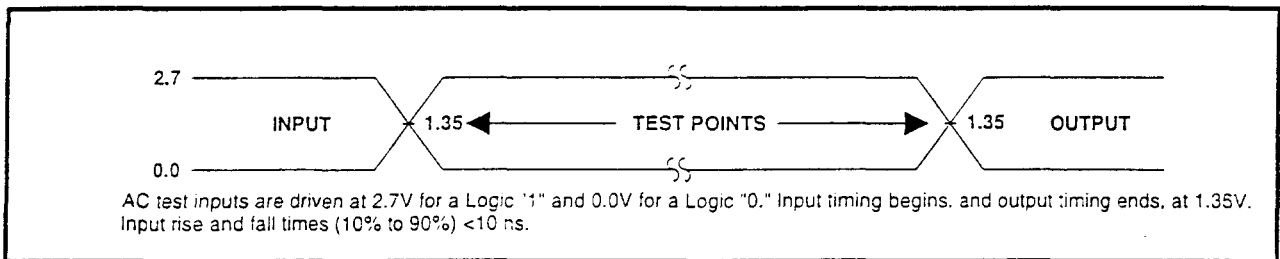 2.7
INPUT 1.35 TEST POINTS 1.35 OUTPUT
0.0
AC test inputs are driven at 2.7V for a Logic "1" and 0.0V for a Logic "0." Input timing begins, and output timing ends, at 1.35V.
Input rise and fall times (10% to 90%) <10 ns.